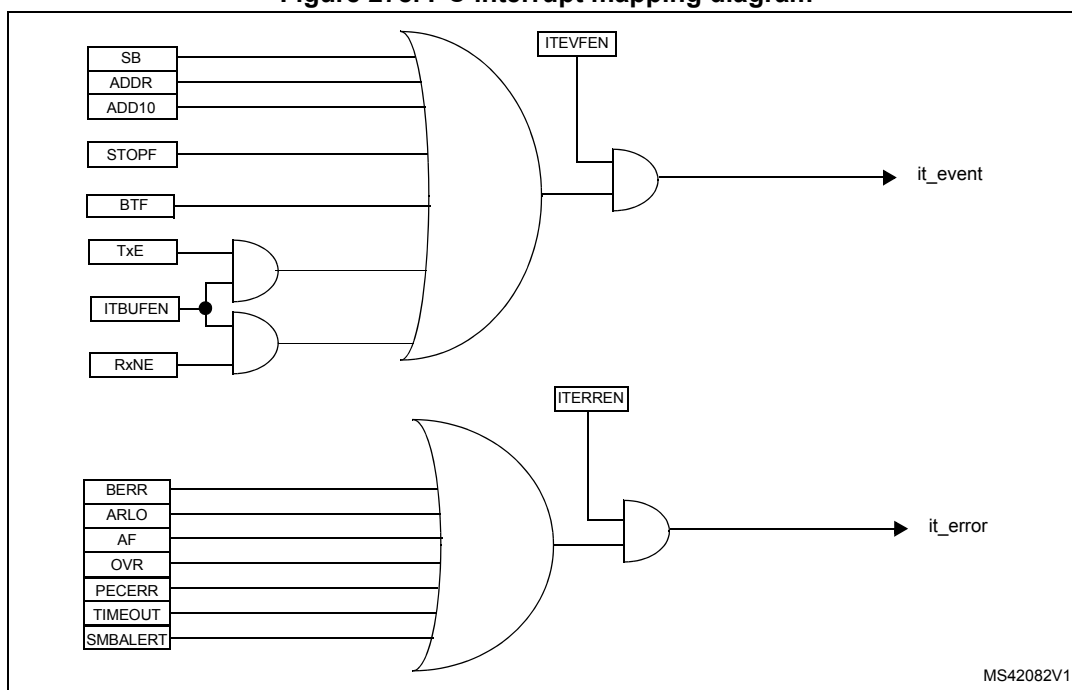 ITEVFEN
SB
ADDR
ADD10
STOPF
it_event
BTF
TxE
ITBUFEN
RxNE
ITERREN
BERR
ARLO
AF
it_error
OVR
PECERR
TIMEOUT
SMBALERT
MS42082V1